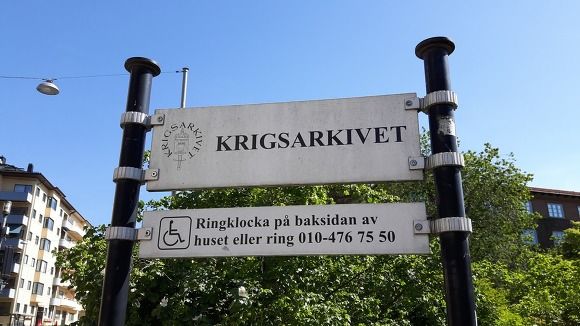 KRIGSARKIVET
KRIGSARKIVET
Ringklocka på baksidan av
huset eller ring 010-476 75 50